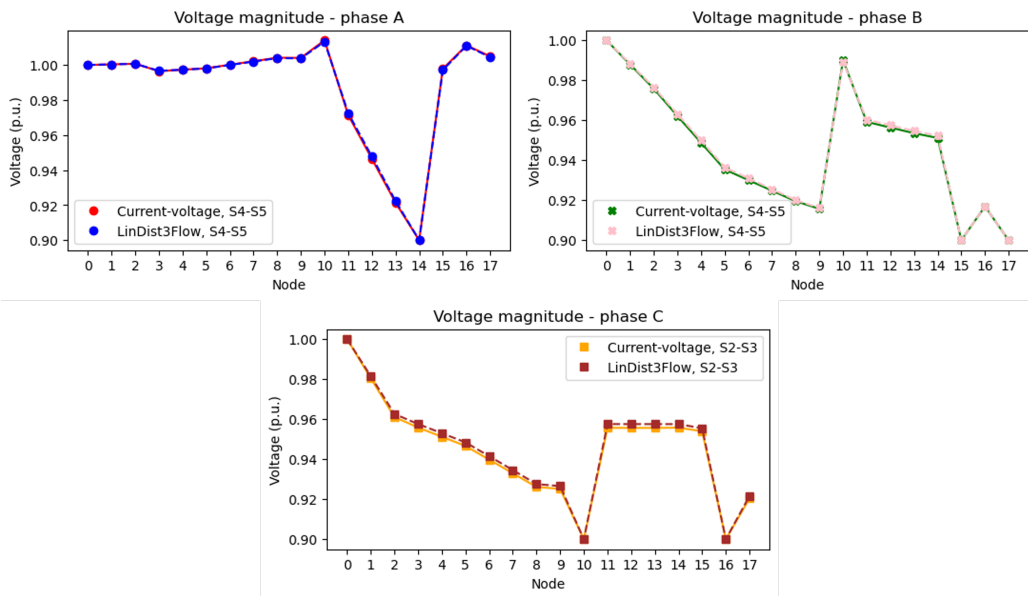 Voltage magnitude - phase A
Voltage (p.u.)
1.00
0.98
0.96
0.94
0.92
0.90
Current-voltage, S4-S5
LinDist3Flow, S4-S5
0 1 2 3 4 5 6 7 8 9 10 11 12 13 14 15 16 17
Node
Voltage magnitude - phase B
Voltage (p.u.)
1.00
0.98
0.96
0.94
0.92
0.90
Current-voltage, S4-S5
LinDist3Flow, S4-S5
0 1 2 3 4 5 6 7 8 9 10 11 12 13 14 15 16 17
Node
Voltage magnitude - phase C
Voltage (p.u.)
1.00
0.98
0.96
0.94
0.92
0.90
Current-voltage, S2-S3
LinDist3Flow, S2-S3
0 1 2 3 4 5 6 7 8 9 10 11 12 13 14 15 16 17
Node